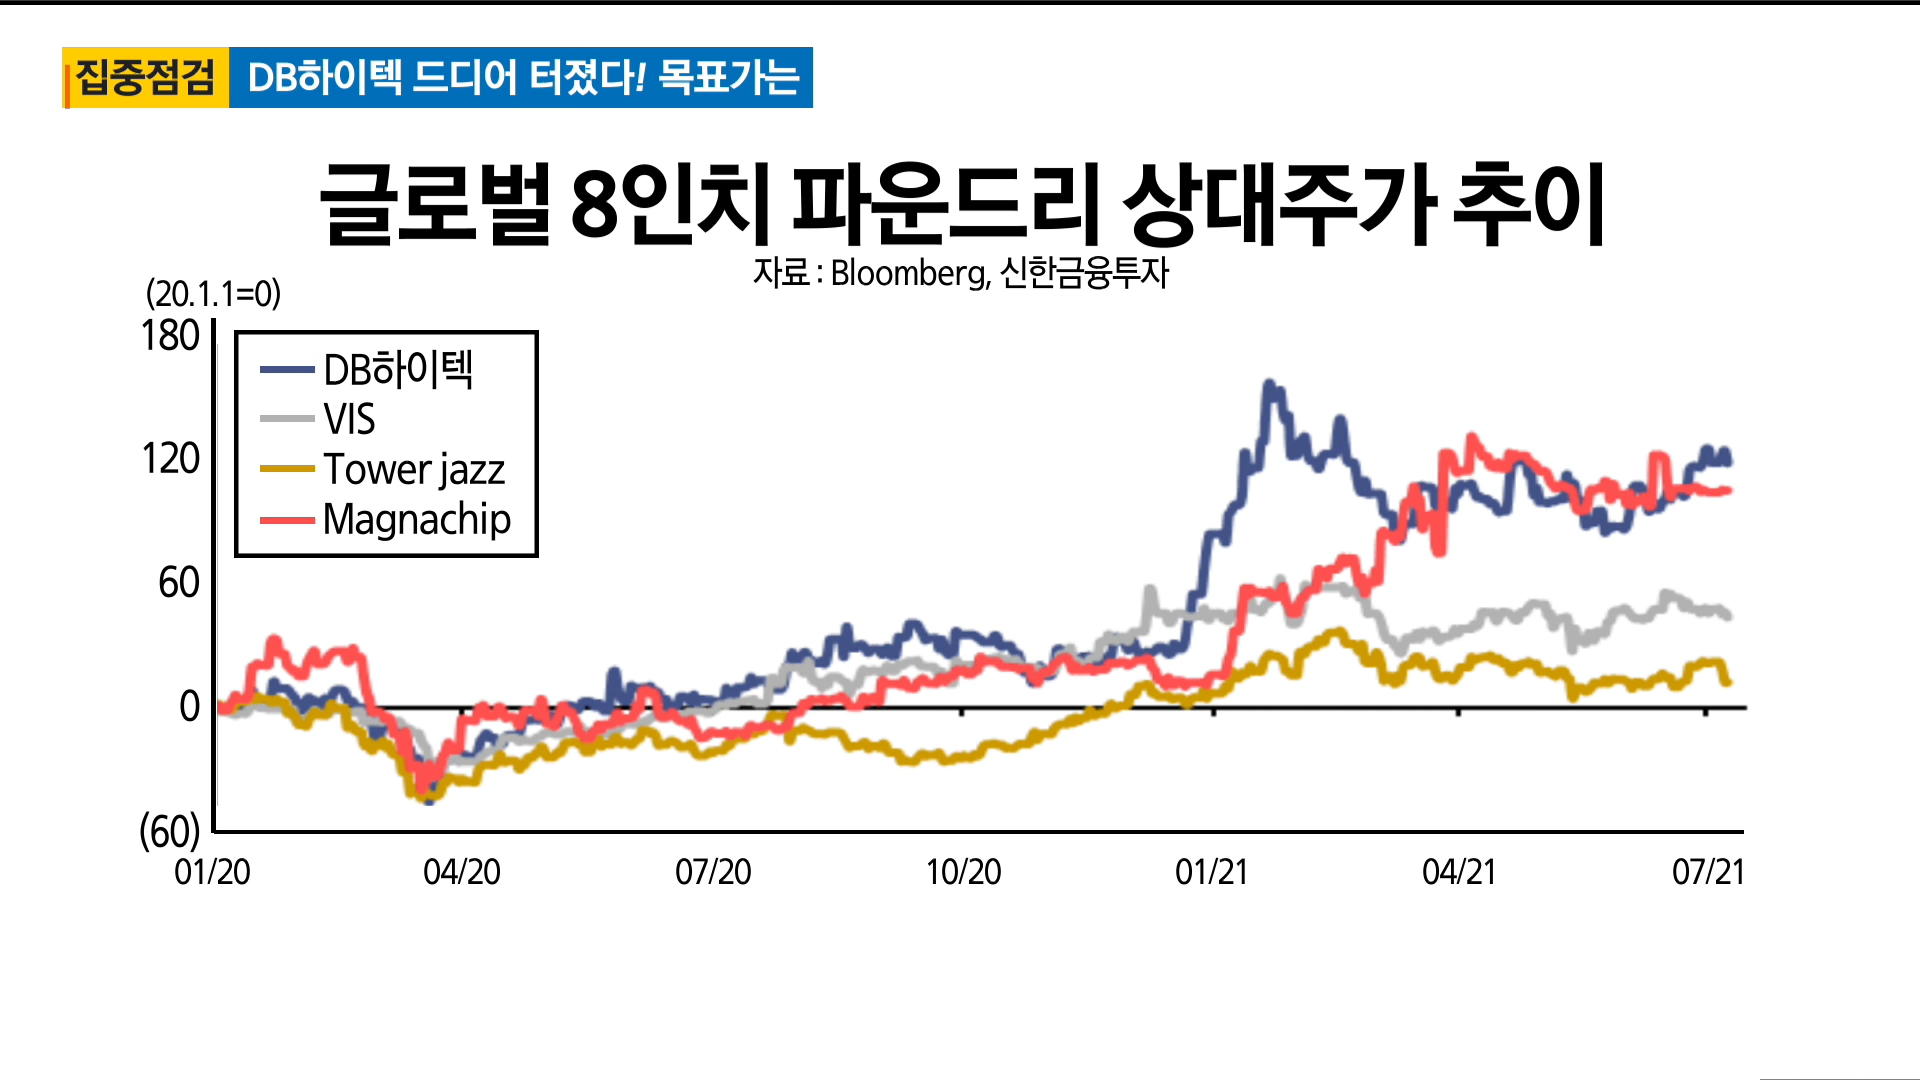 집중점검 DB하이텍 드디어 터졌다! 목표가는
글로벌 8인치 파운드리 상대주가 추이
자료 : Bloomberg, 신한금융투자
(20.1.1=0)
180
120
60
0
(60)
DB하이텍
VIS
Tower jazz
Magnachip
01/20 04/20 07/20 10/20 01/21 04/21 07/21